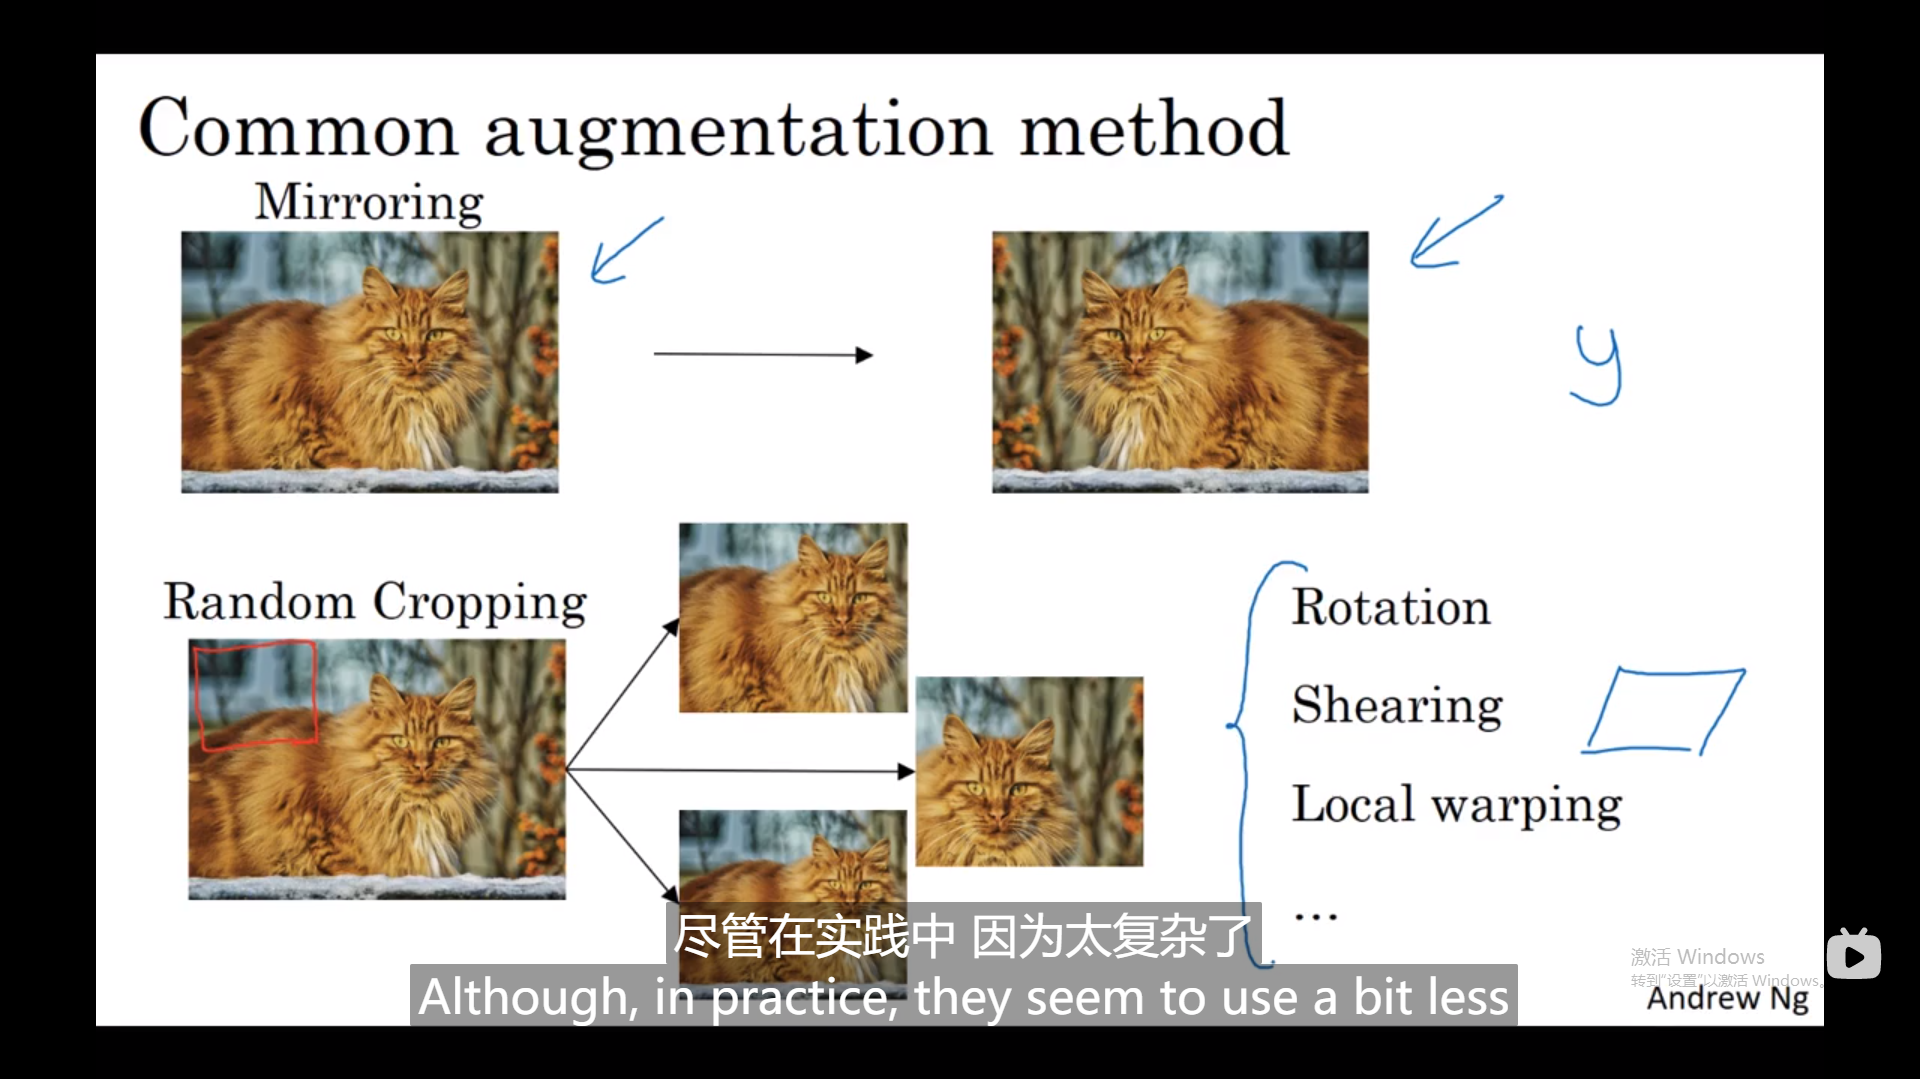 Common augmentation method
Mirroring
y
Random Cropping
Rotation
Shearing
Local warping
...
尽管在实践中 因为太复杂了
Although, in practice, they seem to use a bit less
激活 Windows
转到“设置”以激活 Windows。
Andrew Ng